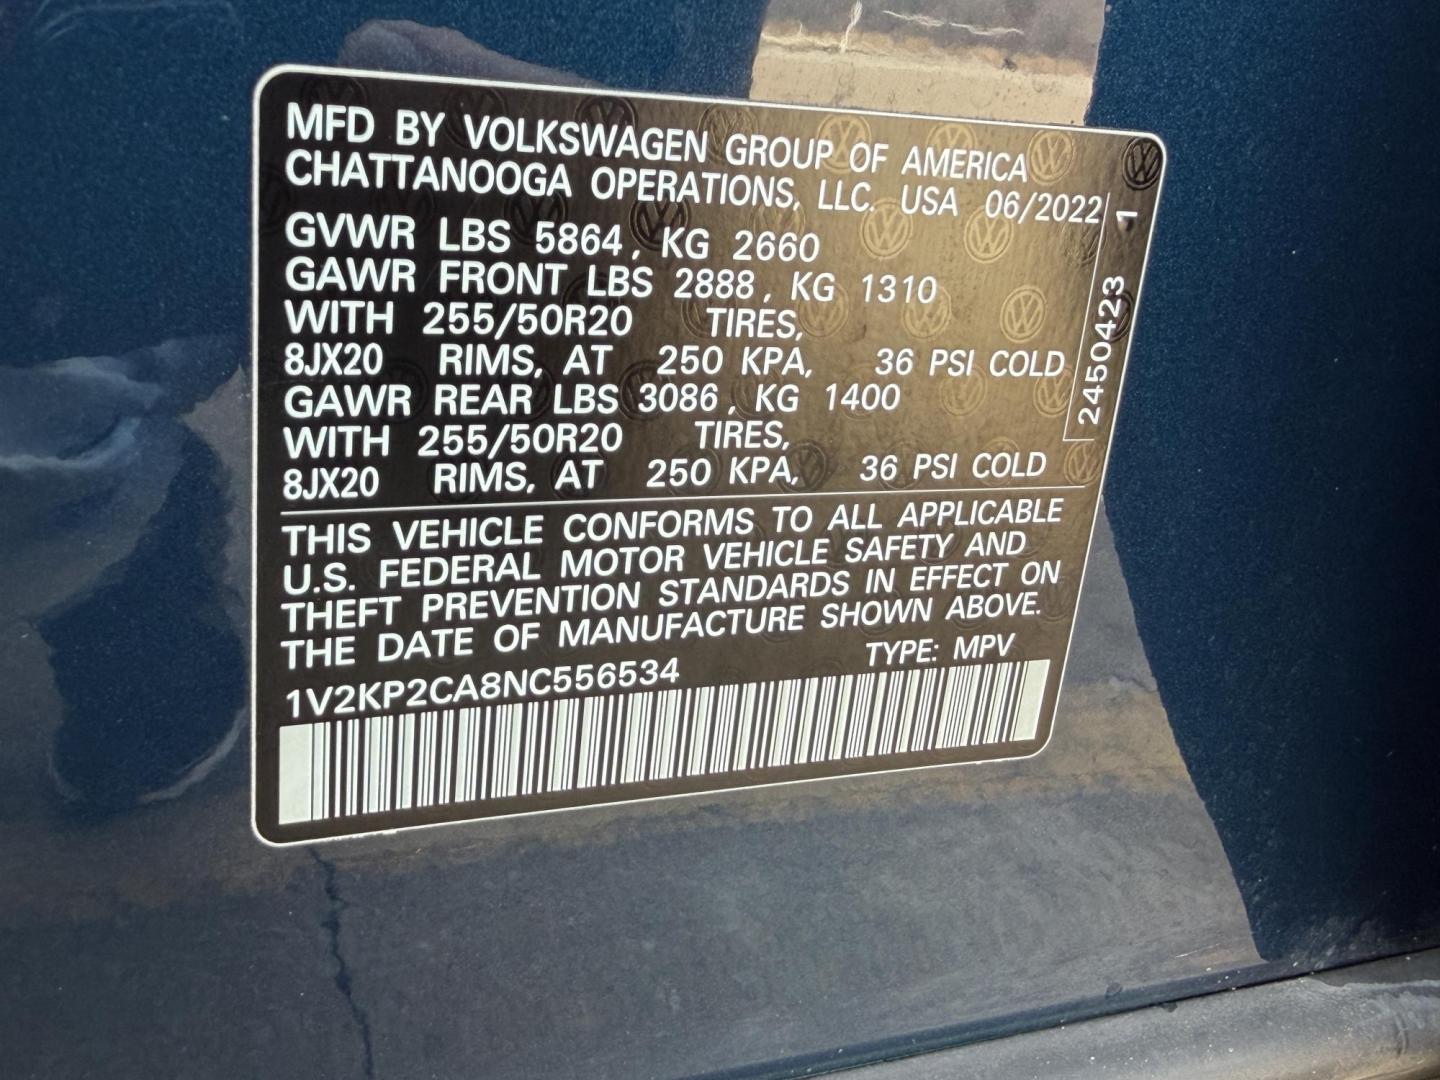 MFD BY VOLKSWAGEN GROUP OF AMERICA
CHATTANOOGA OPERATIONS, LLC. USA 06/2022
GVWR LBS 5864, KG 2660
GAWR FRONT LBS 2888, KG 1310
WITH 255/50R20 TIRES,
8JX20 RIMS, AT 250 KPA, 36 PSI COLD
GAWR REAR LBS 3086, KG 1400
WITH 255/50R20 TIRES,
8JX20 RIMS, AT 250 KPA, 36 PSI COLD
2450423 1
THIS VEHICLE CONFORMS TO ALL APPLICABLE
U.S. FEDERAL MOTOR VEHICLE SAFETY AND
THEFT PREVENTION STANDARDS IN EFFECT ON
THE DATE OF MANUFACTURE SHOWN ABOVE.
1V2KP2CA8NC556534 TYPE: MPV